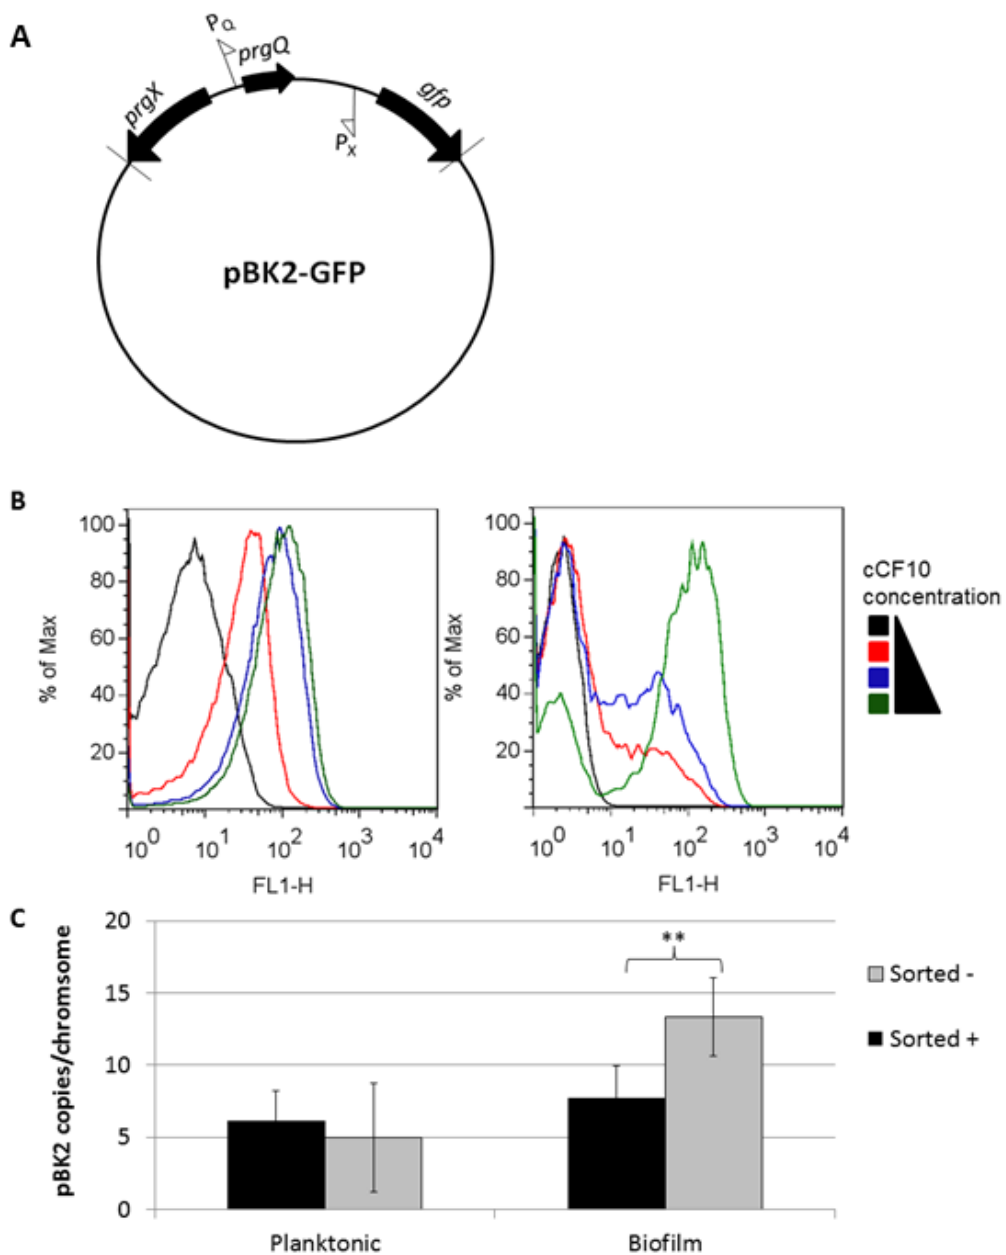 A
PQ
prgQ
prgX
gfp
PX
pBK2-GFP
B
100
80
60
40
20
% of Max
10^0 10^1 10^2 10^3 10^4
FL1-H
100
80
60
40
20
% of Max
10^0 10^1 10^2 10^3 10^4
FL1-H
cCF10
concentration
C
20
15
10
5
0
pBK2 copies/chromsome
**
Planktonic Biofilm
Sorted -
Sorted +